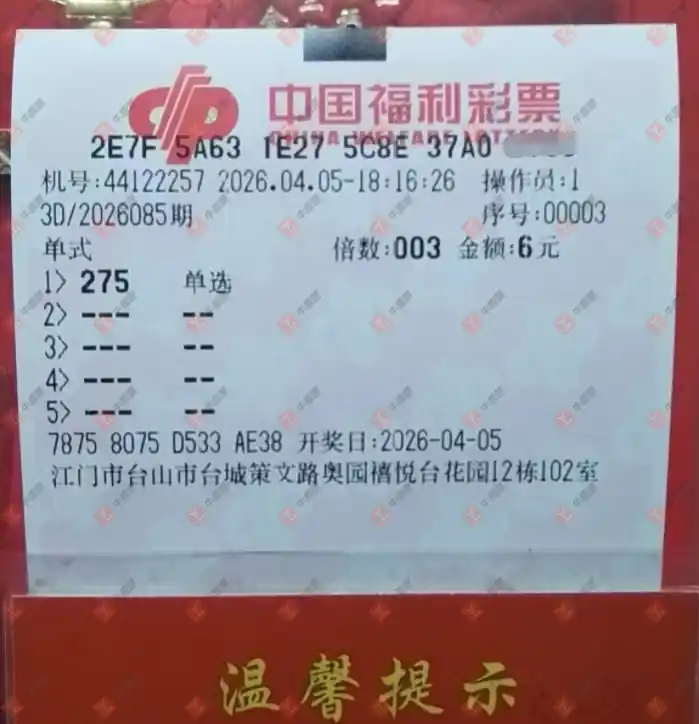 中国福利彩票
CHINA WELFARE LOTTERY
2E7F 5A63 1E27 5C8E 37A0
机号:44122257 2026.04.05-18:16:26 操作员:1
3D/2026085期 序号:00003
单式 倍数:003 金额:6元
1> 275 单选
2> --- --
3> --- --
4> --- --
5> --- --
7875 8075 D533 AE38 开奖日:2026-04-05
江门市台山市台城策文路奥园禧悦台花园12栋102室
温馨提示